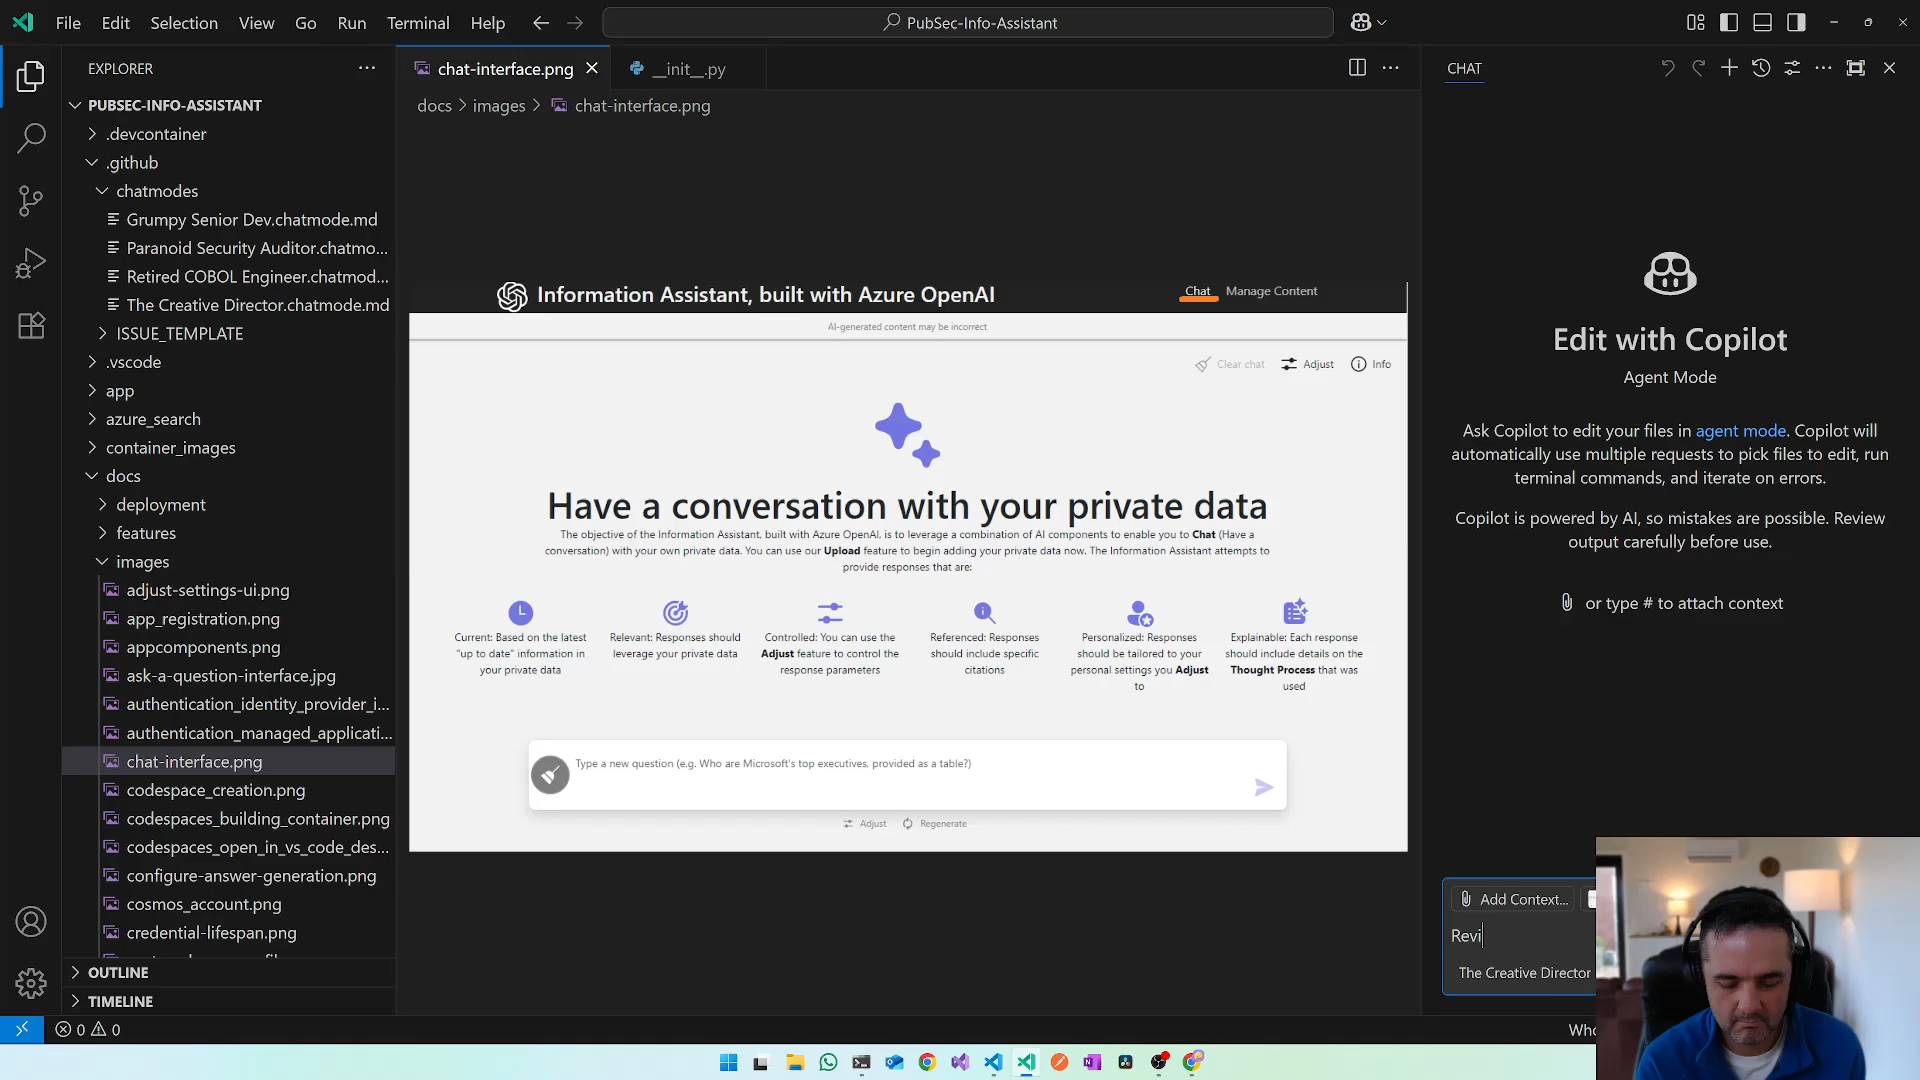 File Edit Selection View Go Run Terminal Help
PubSec-Info-Assistant
EXPLORER
PUBSEC-INFO-ASSISTANT
.devcontainer
.github
chatmodes
Grumpy Senior Dev.chatmode.md
Paranoid Security Auditor.chatmo...
Retired COBOL Engineer.chatmod...
The Creative Director.chatmode.md
ISSUE_TEMPLATE
.vscode
app
azure_search
container_images
docs
deployment
features
images
adjust-settings-ui.png
app_registration.png
appcomponents.png
ask-a-question-interface.jpg
authentication_identity_provider_i...
authentication_managed_applicati...
chat-interface.png
codespace_creation.png
codespaces_building_container.png
codespaces_open_in_vs_code_des...
configure-answer-generation.png
cosmos_account.png
credential-lifespan.png
OUTLINE
TIMELINE
chat-interface.png
__init__.py
docs > images > chat-interface.png
Information Assistant, built with Azure OpenAI
Chat Manage Content
AI-generated content may be incorrect
Clear chat Adjust Info
Have a conversation with your private data
The objective of the Information Assistant, built with Azure OpenAI, is to leverage a combination of AI components to enable you to Chat (Have a
conversation) with your own private data. You can use our Upload feature to begin adding your private data now. The Information Assistant attempts to
provide responses that are:
Current: Based on the latest
"up to date" information in
your private data
Relevant: Responses should
leverage your private data
Controlled: You can use the
Adjust feature to control the
response parameters
Referenced: Responses
should include specific
citations
Personalized: Responses
should be tailored to your
personal settings you Adjust
to
Explainable: Each response
should include details on the
Thought Process that was
used
Type a new question (e.g. Who are Microsoft's top executives, provided as a table?)
Adjust Regenerate
CHAT
Edit with Copilot
Agent Mode
Ask Copilot to edit your files in agent mode. Copilot will
automatically use multiple requests to pick files to edit, run
terminal commands, and iterate on errors.
Copilot is powered by AI, so mistakes are possible. Review
output carefully before use.
or type # to attach context
Add Context...
Revi
The Creative Director
0 0
Who